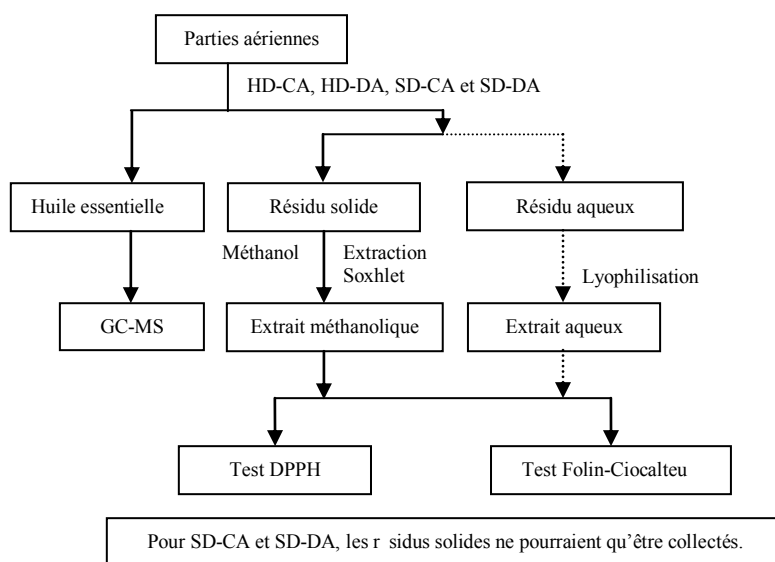 Parties aériennes
HD-CA, HD-DA, SD-CA et SD-DA
Huile essentielle
Résidu solide
Résidu aqueux
Méthanol
Extraction
Soxhlet
Lyophilisation
GC-MS
Extrait méthanolique
Extrait aqueux
Test DPPH
Test Folin-Ciocalteu
Pour SD-CA et SD-DA, les r sidus solides ne pourraient qu’être collectés.